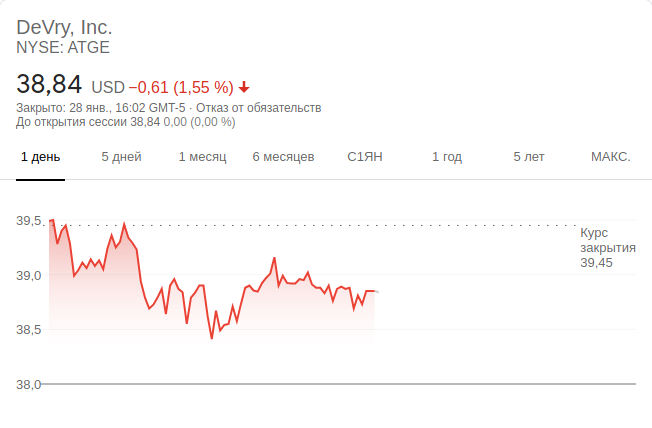 DeVry, Inc.
NYSE: ATGE
38,84 USD −0,61 (1,55 %)
Закрыто: 28 янв., 16:02 GMT-5 · Отказ от обязательств
До открытия сессии 38,84 0,00 (0,00 %)
1 день 5 дней 1 месяц 6 месяцев С1ЯН 1 год 5 лет МАКС.
39,5
Курс
закрытия
39,45
39,0
38,5
38,0